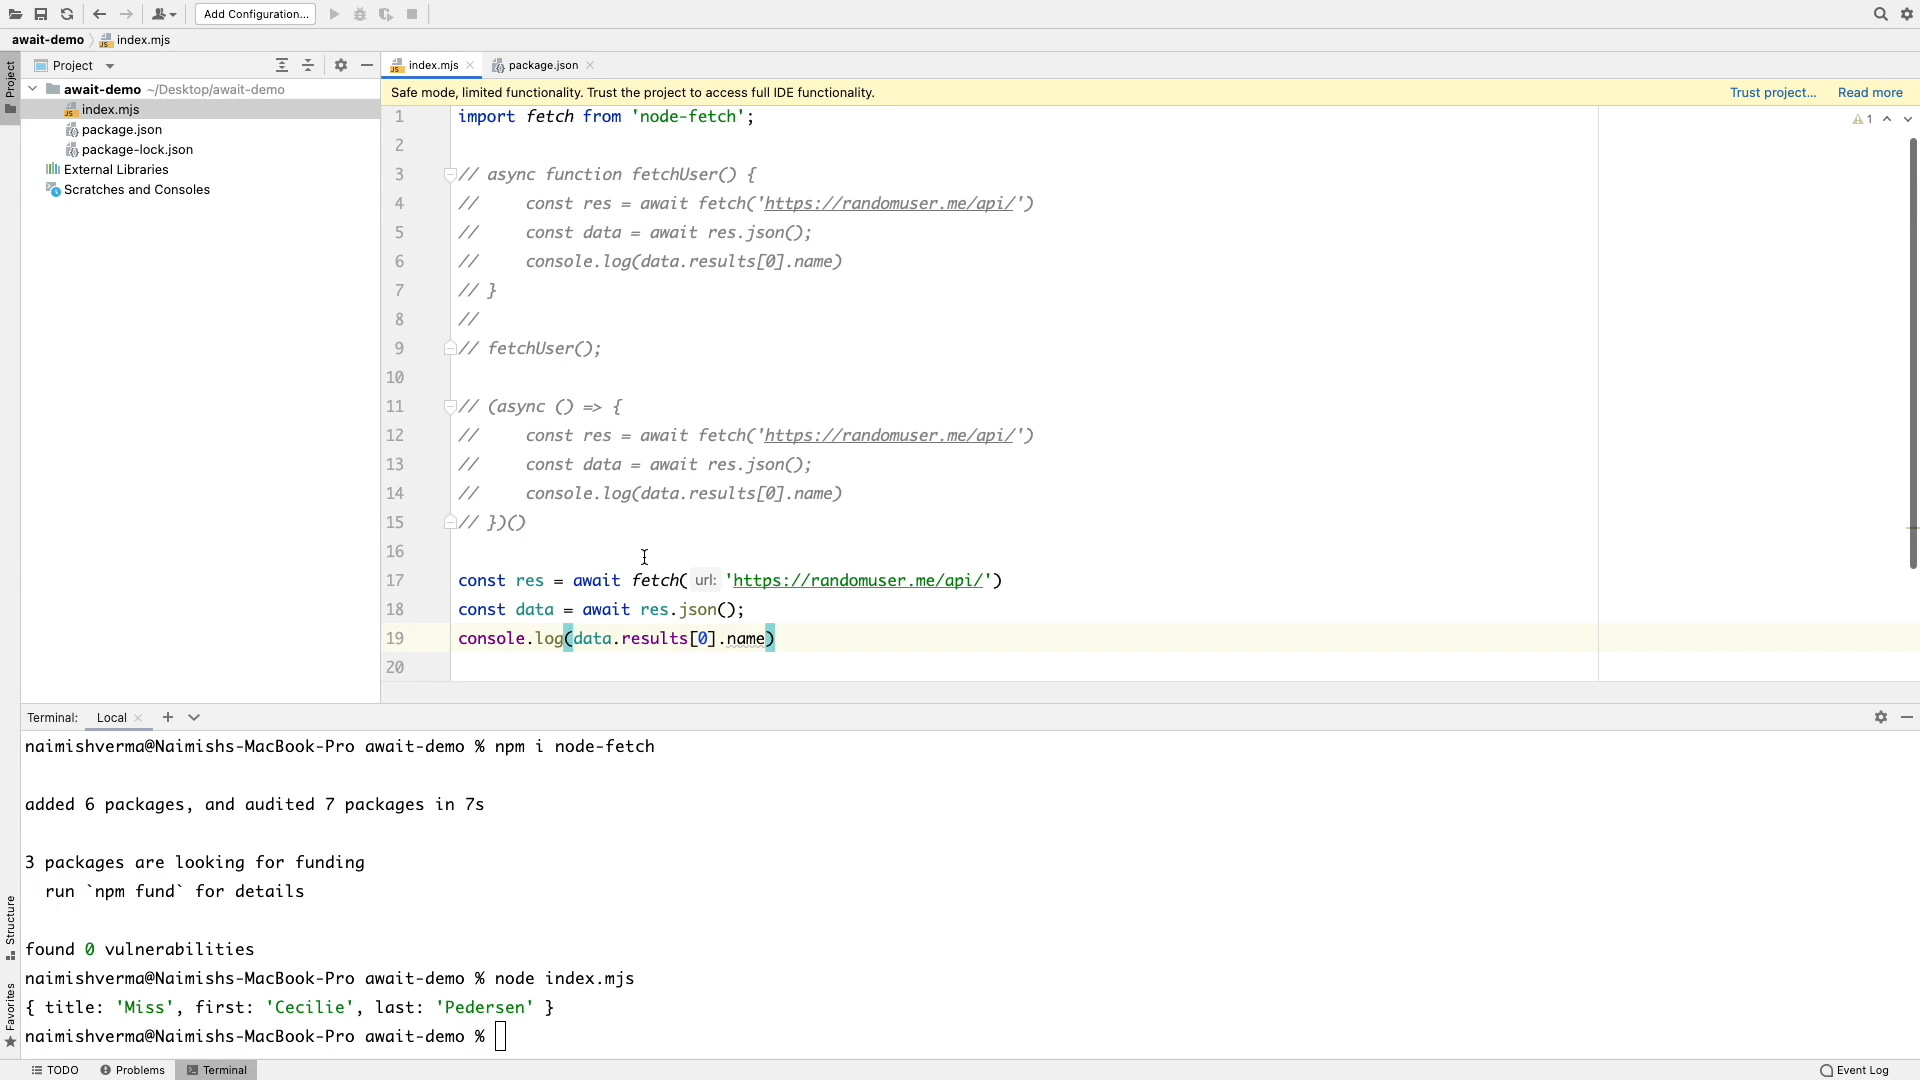 Add Configuration...
await-demo
index.mjs
Project
Project
index.mjs
package.json
await-demo ~/Desktop/await-demo
index.mjs
package.json
package-lock.json
External Libraries
Scratches and Consoles
Safe mode, limited functionality. Trust the project to access full IDE functionality.
Trust project...
Read more
1
1 import fetch from 'node-fetch';
2
3 // async function fetchUser() {
4 //     const res = await fetch('https://randomuser.me/api/')
5 //     const data = await res.json();
6 //     console.log(data.results[0].name)
7 // }
8 //
9 // fetchUser();
10
11 // (async () => {
12 //     const res = await fetch('https://randomuser.me/api/')
13 //     const data = await res.json();
14 //     console.log(data.results[0].name)
15 // })()
16
17 const res = await fetch( url: 'https://randomuser.me/api/')
18 const data = await res.json();
19 console.log(data.results[0].name)
20
Terminal: Local
naimishverma@Naimishs-MacBook-Pro await-demo % npm i node-fetch
added 6 packages, and audited 7 packages in 7s
3 packages are looking for funding
  run `npm fund` for details
found 0 vulnerabilities
naimishverma@Naimishs-MacBook-Pro await-demo % node index.mjs
{ title: 'Miss', first: 'Cecilie', last: 'Pedersen' }
naimishverma@Naimishs-MacBook-Pro await-demo %
Structure
Favorites
TODO
Problems
Terminal
Event Log